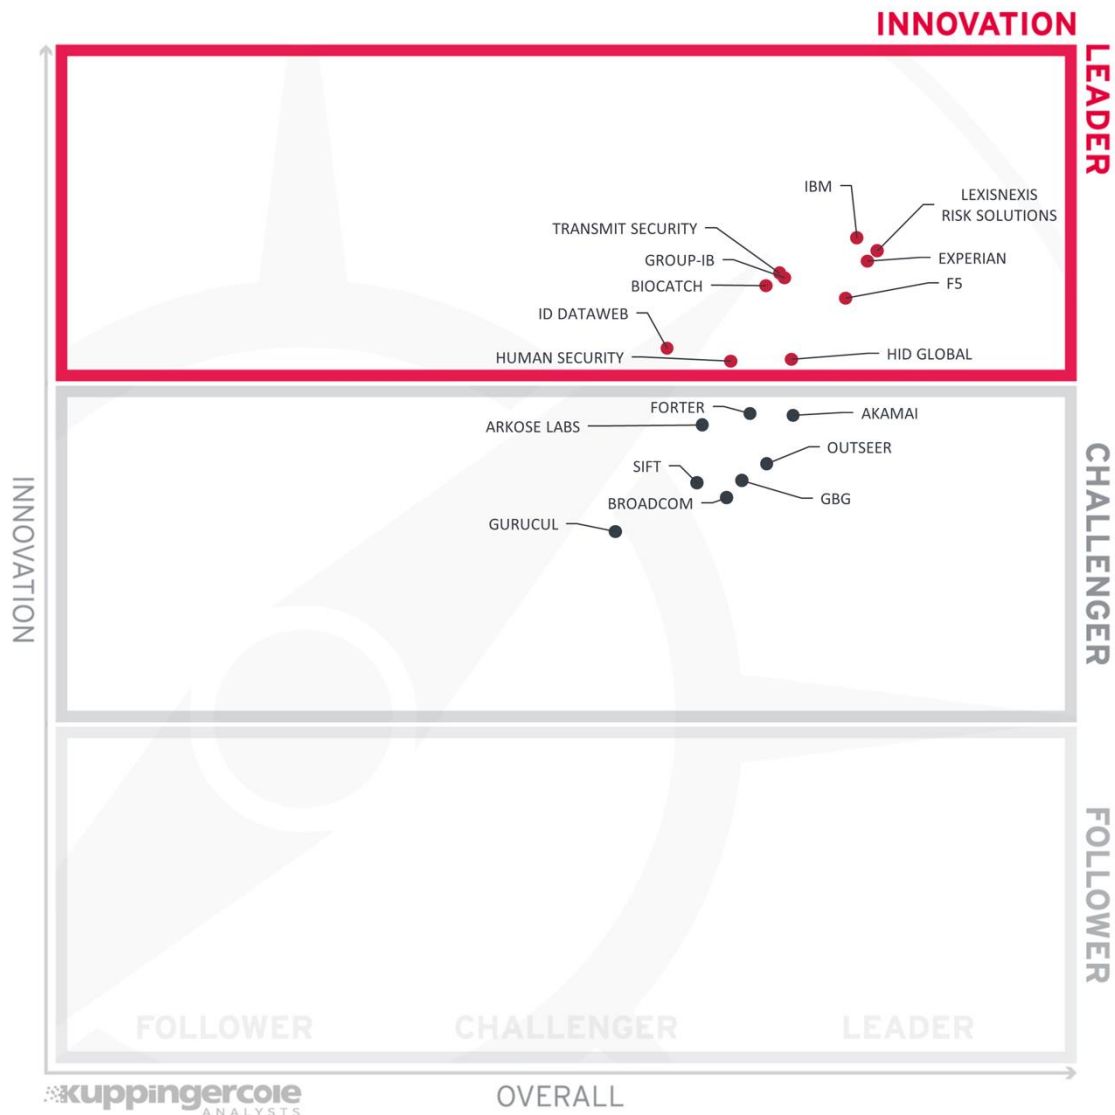 INNOVATION
LEADER
IBM
LEXISNEXIS
RISK SOLUTIONS
TRANSMIT SECURITY
GROUP-IB
EXPERIAN
BIOCATCH
F5
ID DATAWEB
HUMAN SECURITY
HID GLOBAL
FORTER
AKAMAI
ARKOSE LABS
OUTSEER
SIFT
BROADCOM
GBG
GURUCUL
CHALLENGER
INNOVATION
FOLLOWER
FOLLOWER
CHALLENGER
LEADER
kuppingercole
ANALYSTS
OVERALL